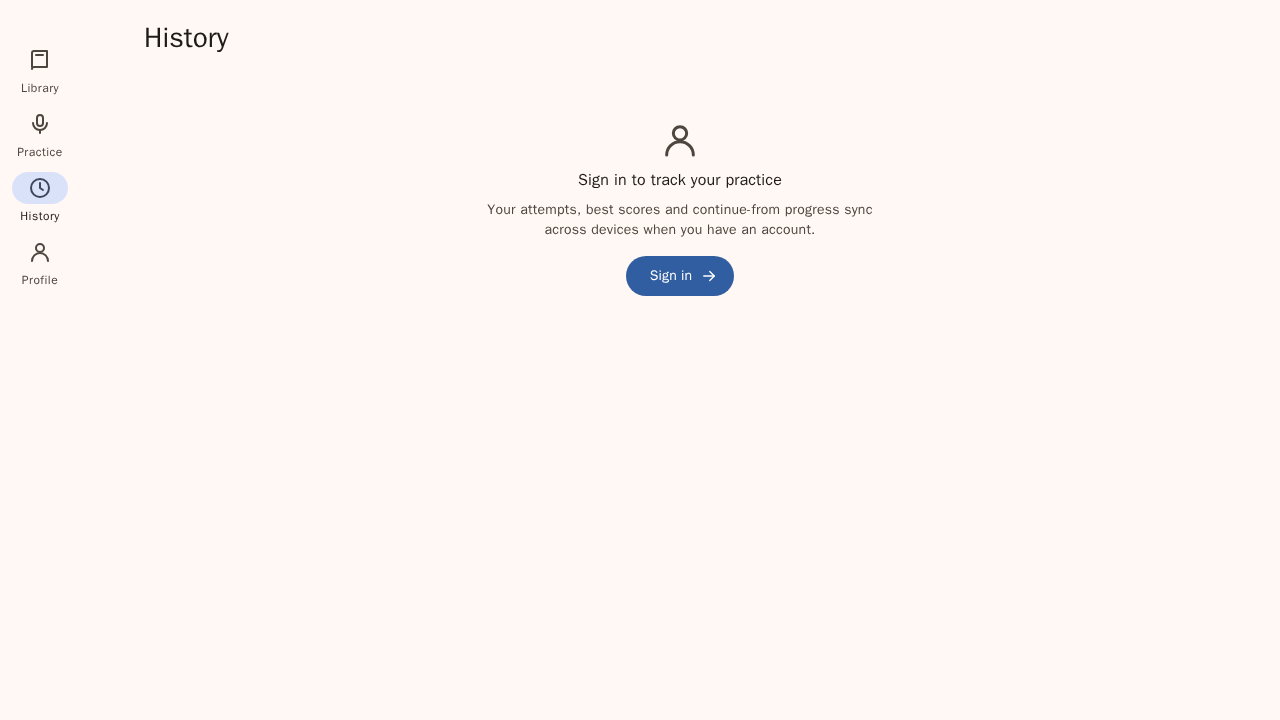 History
Library
Practice
History
Profile
Sign in to track your practice
Your attempts, best scores and continue-from progress sync
across devices when you have an account.
Sign in